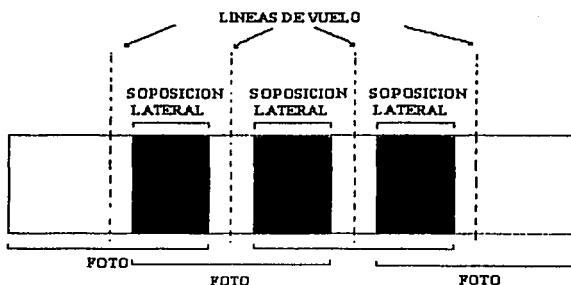 LINEAS DE VUELO
SOPOSICION
LATERAL
SOPOSICION
LATERAL
SOPOSICION
LATERAL
FOTO
FOTO
FOTO